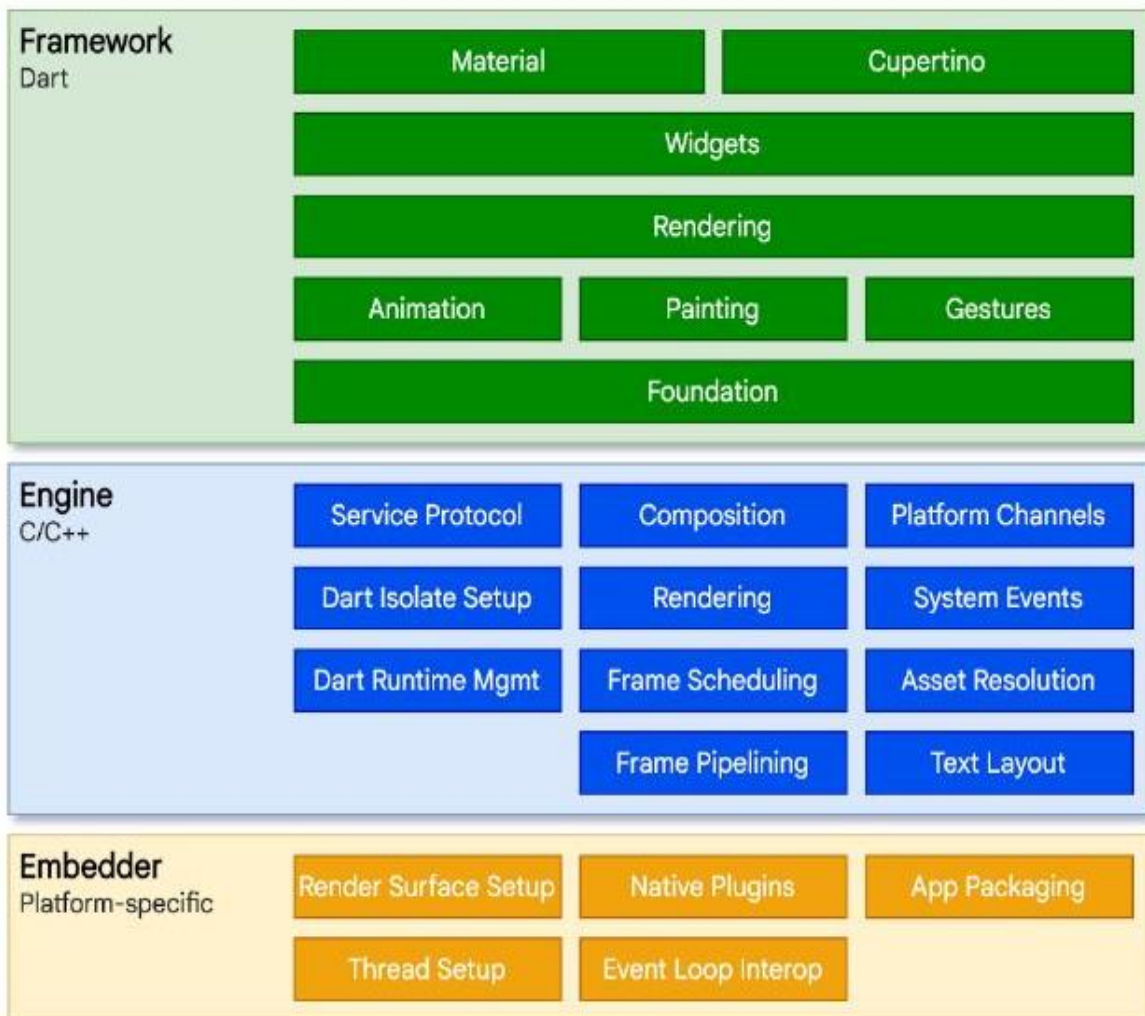 Framework
Dart
Material
Cupertino
Widgets
Rendering
Animation
Painting
Gestures
Foundation
Engine
C/C++
Service Protocol
Composition
Platform Channels
Dart Isolate Setup
Rendering
System Events
Dart Runtime Mgmt
Frame Scheduling
Asset Resolution
Frame Pipelining
Text Layout
Embedder
Platform-specific
Render Surface Setup
Native Plugins
App Packaging
Thread Setup
Event Loop Interop